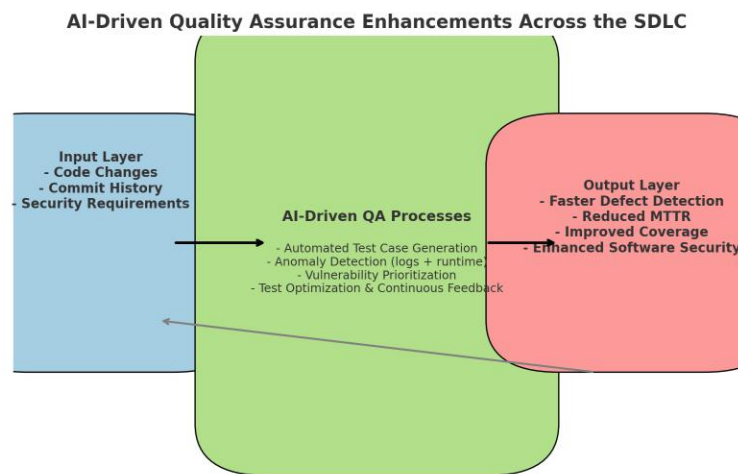 AI-Driven Quality Assurance Enhancements Across the SDLC
Input Layer
- Code Changes
- Commit History
- Security Requirements
AI-Driven QA Processes
- Automated Test Case Generation
- Anomaly Detection (logs + runtime)
- Vulnerability Prioritization
- Test Optimization & Continuous Feedback
Output Layer
- Faster Defect Detection
- Reduced MTTR
- Improved Coverage
- Enhanced Software Security